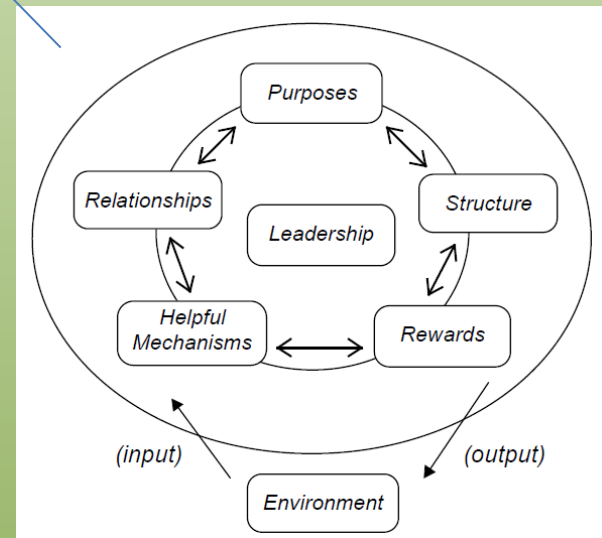 Purposes
Relationships
Structure
Leadership
Helpful
Mechanisms
Rewards
(input)
(output)
Environment